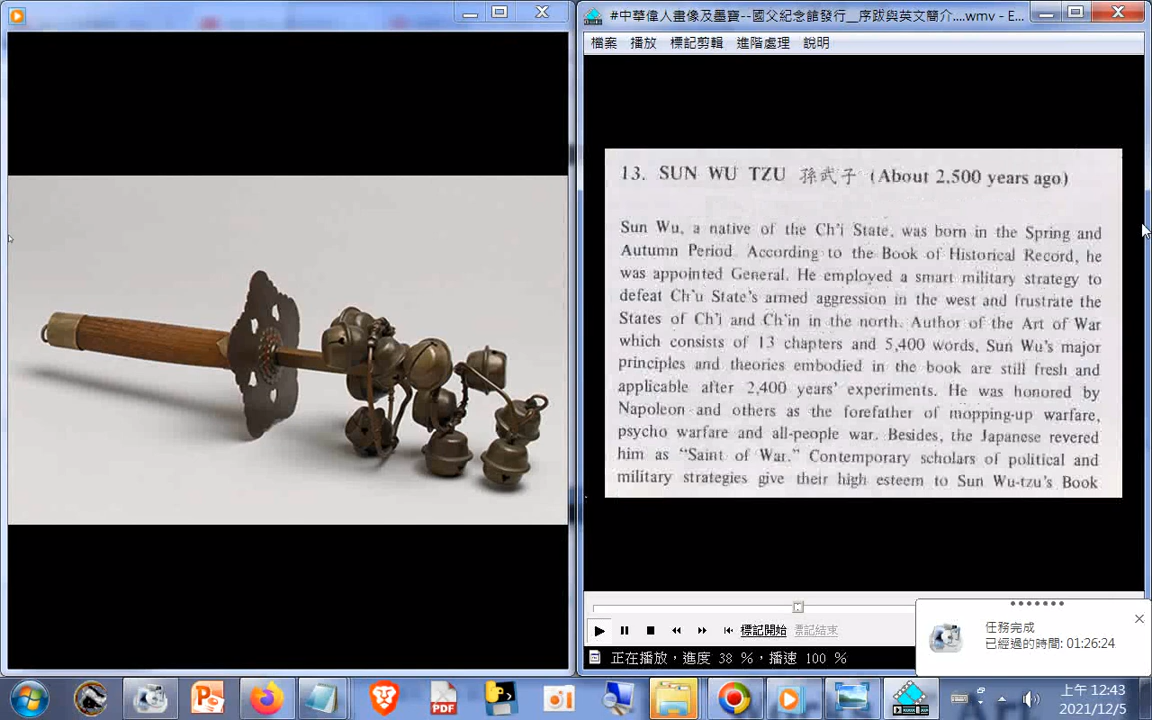 #中華偉人畫像及墨寶--國父紀念館發行__序跋與英文簡介....wmv - E...
檔案 播放 標記剪輯 進階處理 說明
13. SUN WU TZU 孫武子 (About 2,500 years ago)
Sun Wu, a native of the Ch'i State, was born in the Spring and
Autumn Period. According to the Book of Historical Record, he
was appointed General. He employed a smart military strategy to
defeat Ch'u State's armed aggression in the west and frustrate the
States of Ch'i and Ch'in in the north. Author of the Art of War
which consists of 13 chapters and 5,400 words, Sun Wu's major
principles and theories embodied in the book are still fresh and
applicable after 2,400 years' experiments. He was honored by
Napoleon and others as the forefather of mopping-up warfare,
psycho warfare and all-people war. Besides, the Japanese revered
him as "Saint of War." Contemporary scholars of political and
military strategies give their high esteem to Sun Wu-tzu's Book
標記開始 標記結束
正在播放，進度 38 %，播速 100 %
任務完成
已經過的時間: 01:26:24
PDF
上午 12:43
2021/12/5